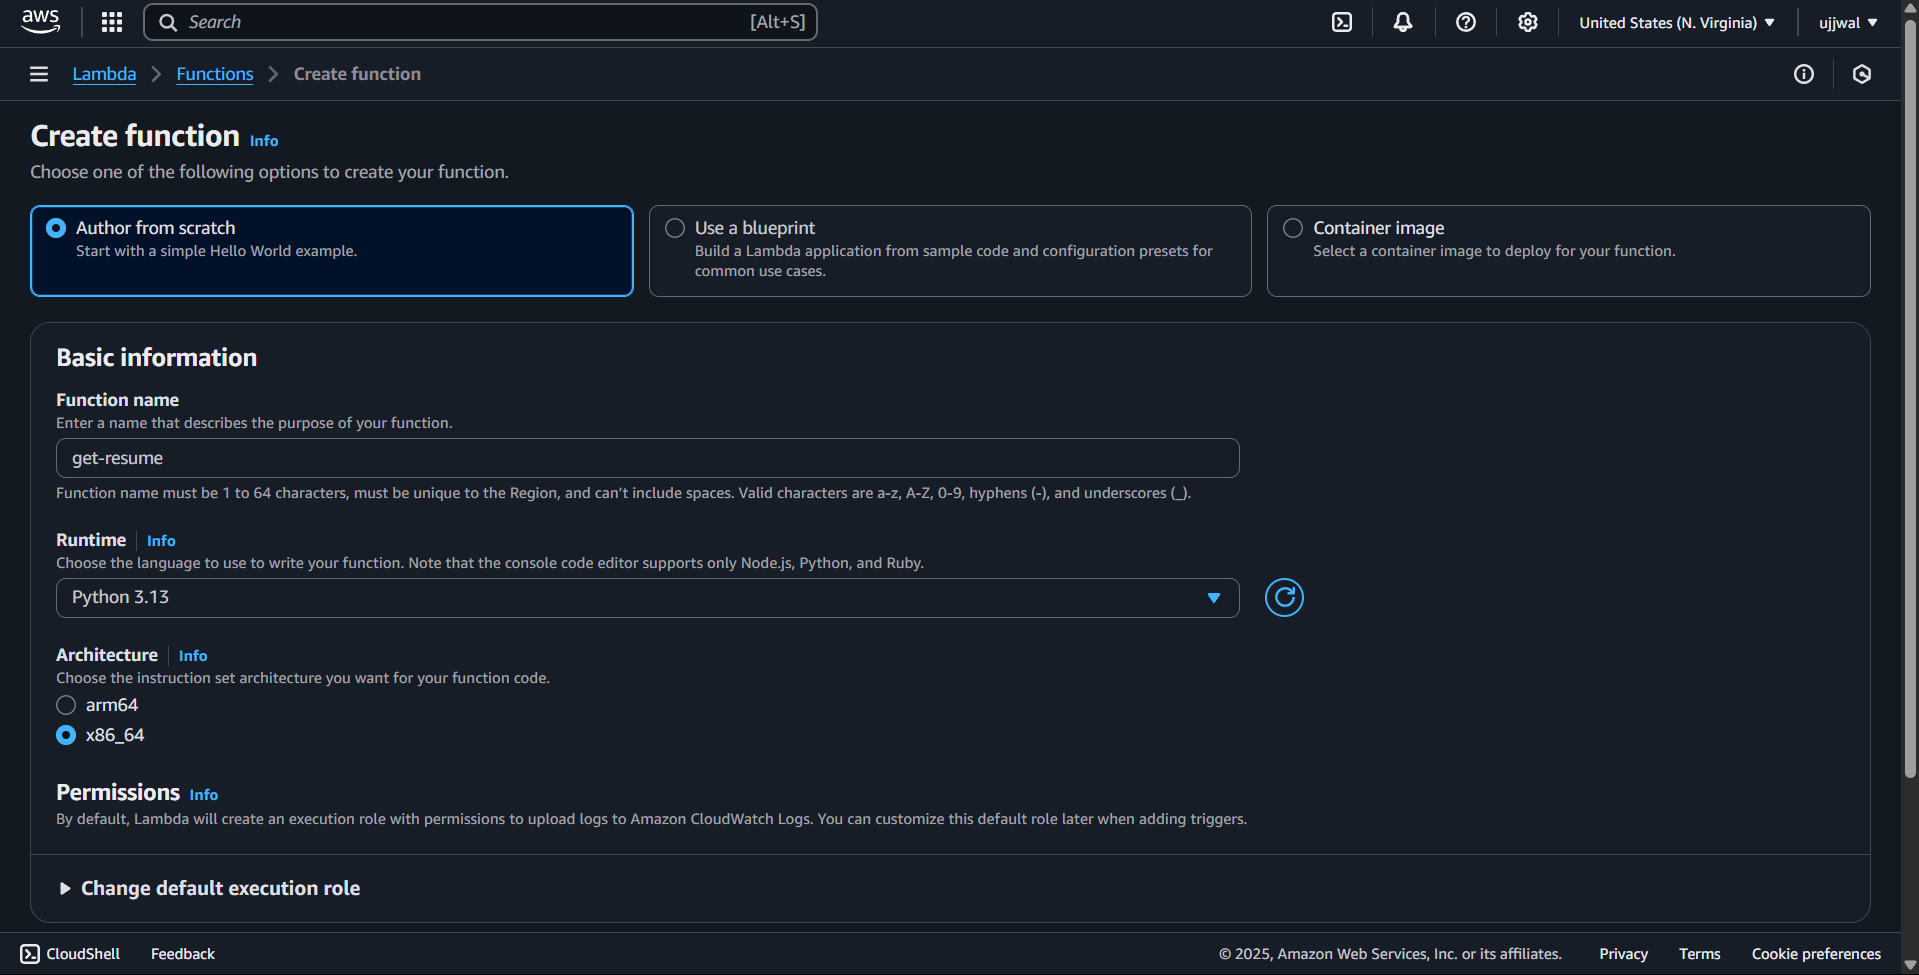 aws
Search [Alt+S]
United States (N. Virginia)
ujjwal
Lambda
Functions
Create function
Create function Info
Choose one of the following options to create your function.
Author from scratch
Start with a simple Hello World example.
Use a blueprint
Build a Lambda application from sample code and configuration presets for
common use cases.
Container image
Select a container image to deploy for your function.
Basic information
Function name
Enter a name that describes the purpose of your function.
get-resume
Function name must be 1 to 64 characters, must be unique to the Region, and can’t include spaces. Valid characters are a-z, A-Z, 0-9, hyphens (-), and underscores (_).
Runtime Info
Choose the language to use to write your function. Note that the console code editor supports only Node.js, Python, and Ruby.
Python 3.13
Architecture Info
Choose the instruction set architecture you want for your function code.
arm64
x86_64
Permissions Info
By default, Lambda will create an execution role with permissions to upload logs to Amazon CloudWatch Logs. You can customize this default role later when adding triggers.
Change default execution role
CloudShell
Feedback
© 2025, Amazon Web Services, Inc. or its affiliates.
Privacy
Terms
Cookie preferences